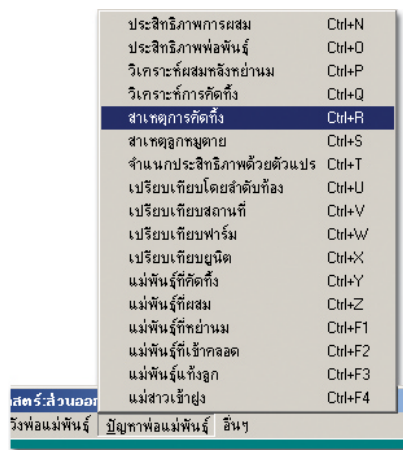 ประสิทธิภาพการผสม Ctrl+N
ประสิทธิภาพพ่อพันธุ์ Ctrl+O
วิเคราะห์ผสมหลังหย่านม Ctrl+P
วิเคราะห์การคัดทิ้ง Ctrl+Q
สาเหตุการคัดทิ้ง Ctrl+R
สาเหตุลูกหมูตาย Ctrl+S
จำแนกประสิทธิภาพด้วยตัวแปร Ctrl+T
เปรียบเทียบโดยลำดับท้อง Ctrl+U
เปรียบเทียบสถานที่ Ctrl+V
เปรียบเทียบฟาร์ม Ctrl+W
เปรียบเทียบยูนิต Ctrl+X
แม่พันธุ์ที่คัดทิ้ง Ctrl+Y
แม่พันธุ์ที่ผสม Ctrl+Z
แม่พันธุ์ที่หย่านม Ctrl+F1
แม่พันธุ์ที่เข้าคลอด Ctrl+F2
แม่พันธุ์แท้งลูก Ctrl+F3
แม่สาวเข้าฝูง Ctrl+F4
าสตร์:ส่วนออก
วังพ่อแม่พันธุ์ ปัญหาพ่อแม่พันธุ์ อื่นๆ